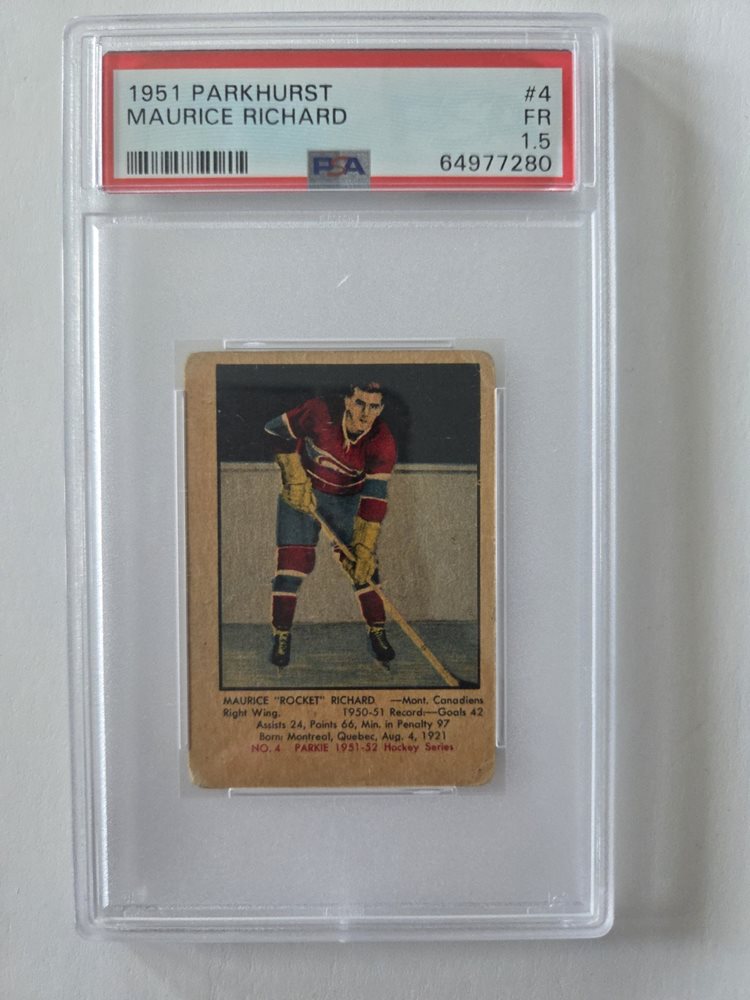 1951 PARKHURST #4
MAURICE RICHARD FR
1.5
PSA 64977280
MAURICE "ROCKET" RICHARD —Mont. Canadiens
Right Wing. 1950-51 Record:—Goals 42
Assists 24, Points 66, Min. in Penalty 97
Born: Montreal, Quebec, Aug. 4, 1921
NO. 4 PARKIE 1951-52 Hockey Series